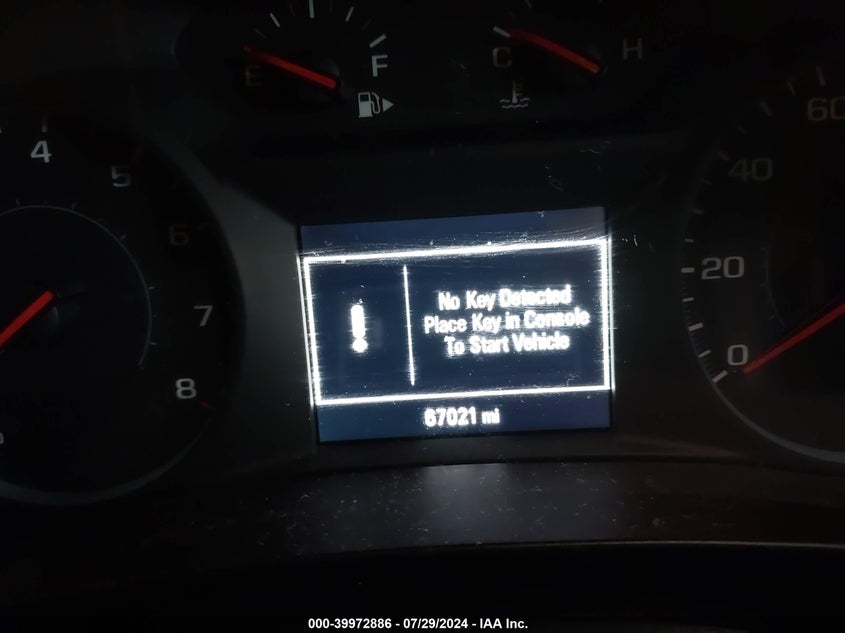 E F
C H
4
5
6
7
8
60
40
20
0
No Key Detected
Place Key in Console
To Start Vehicle
67021 mi
000-39972886 - 07/29/2024 - IAA Inc.